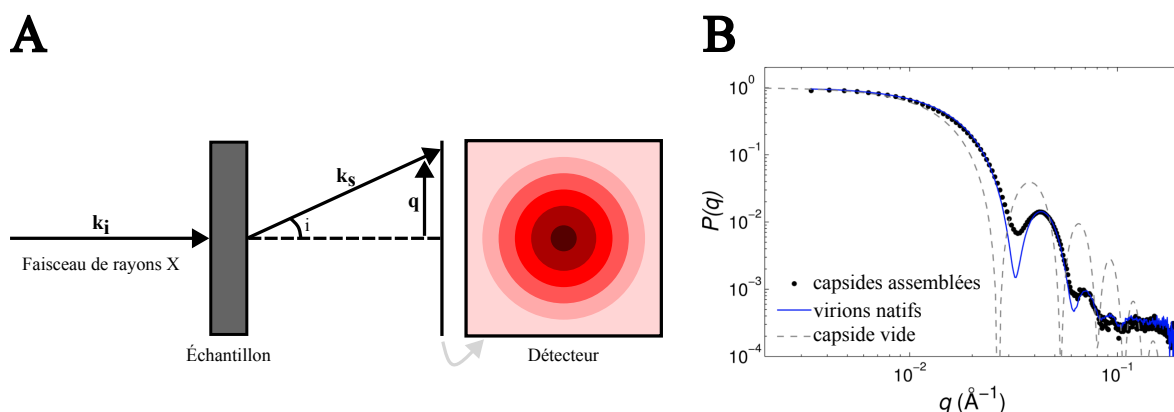 A
k_i
Faisceau de rayons X
Échantillon
k_s
i
q
Détecteur
B
P(q)
10^0
10^-1
10^-2
10^-3
10^-4
capsides assemblées
virions natifs
capside vide
10^-2
10^-1
q (Å^-1)